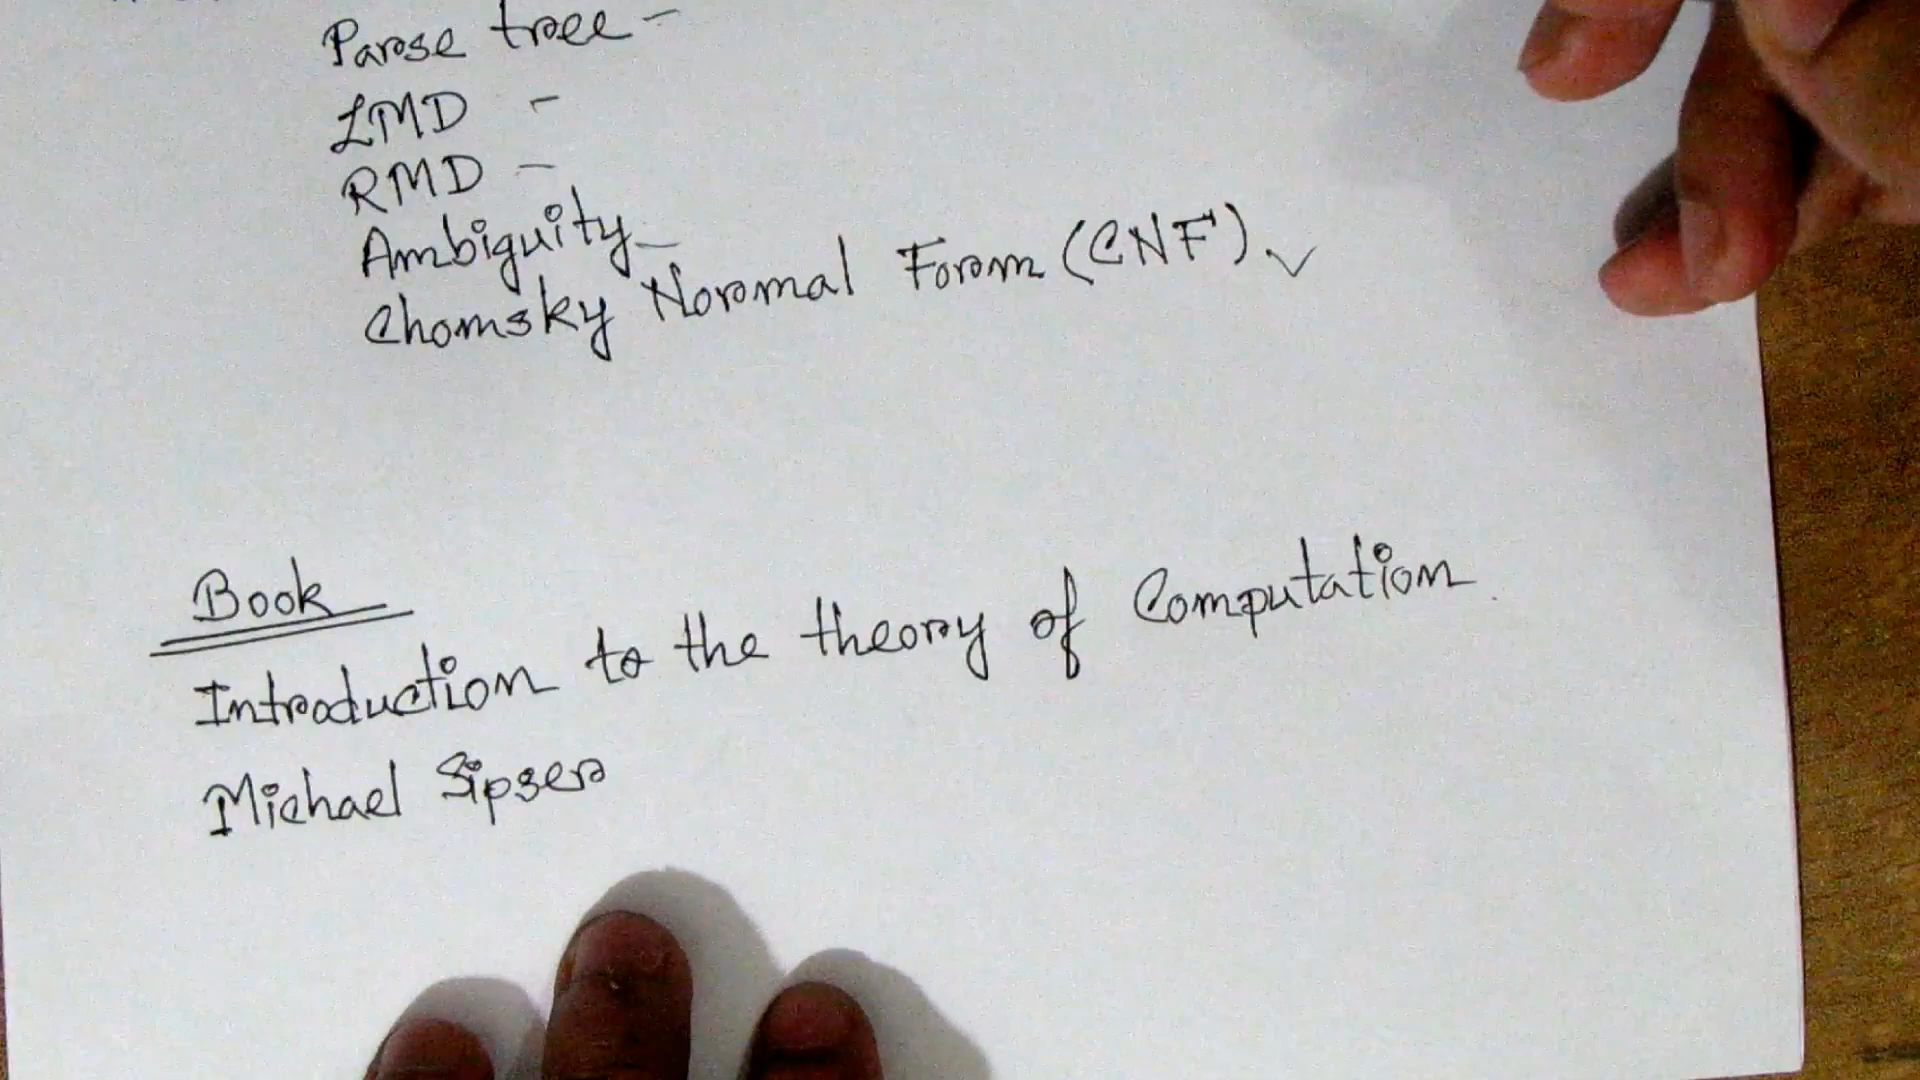 Parse tree -
LMD -
RMD -
Ambiguity -
Chomsky Normal Form (CNF) ✓
Book
Introduction to the theory of Computation.
Michael Sipser